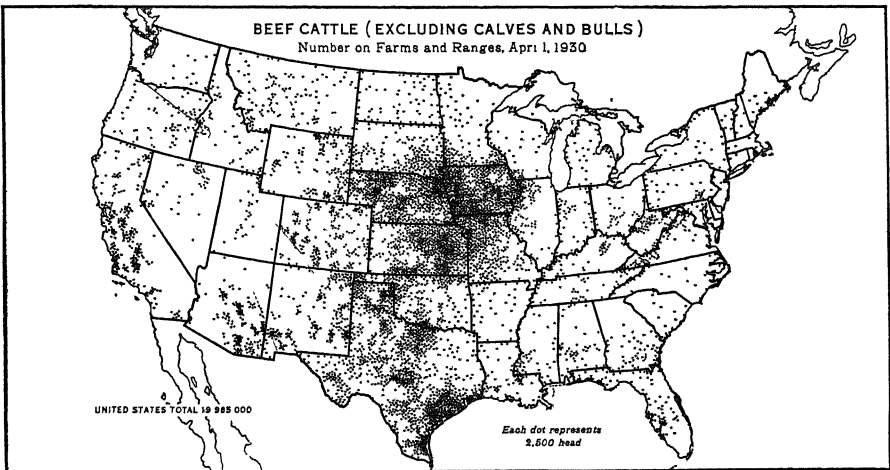 BEEF CATTLE (EXCLUDING CALVES AND BULLS)
Number on Farms and Ranges, April 1, 1930
UNITED STATES TOTAL 19 985 000
Each dot represents
2,500 head